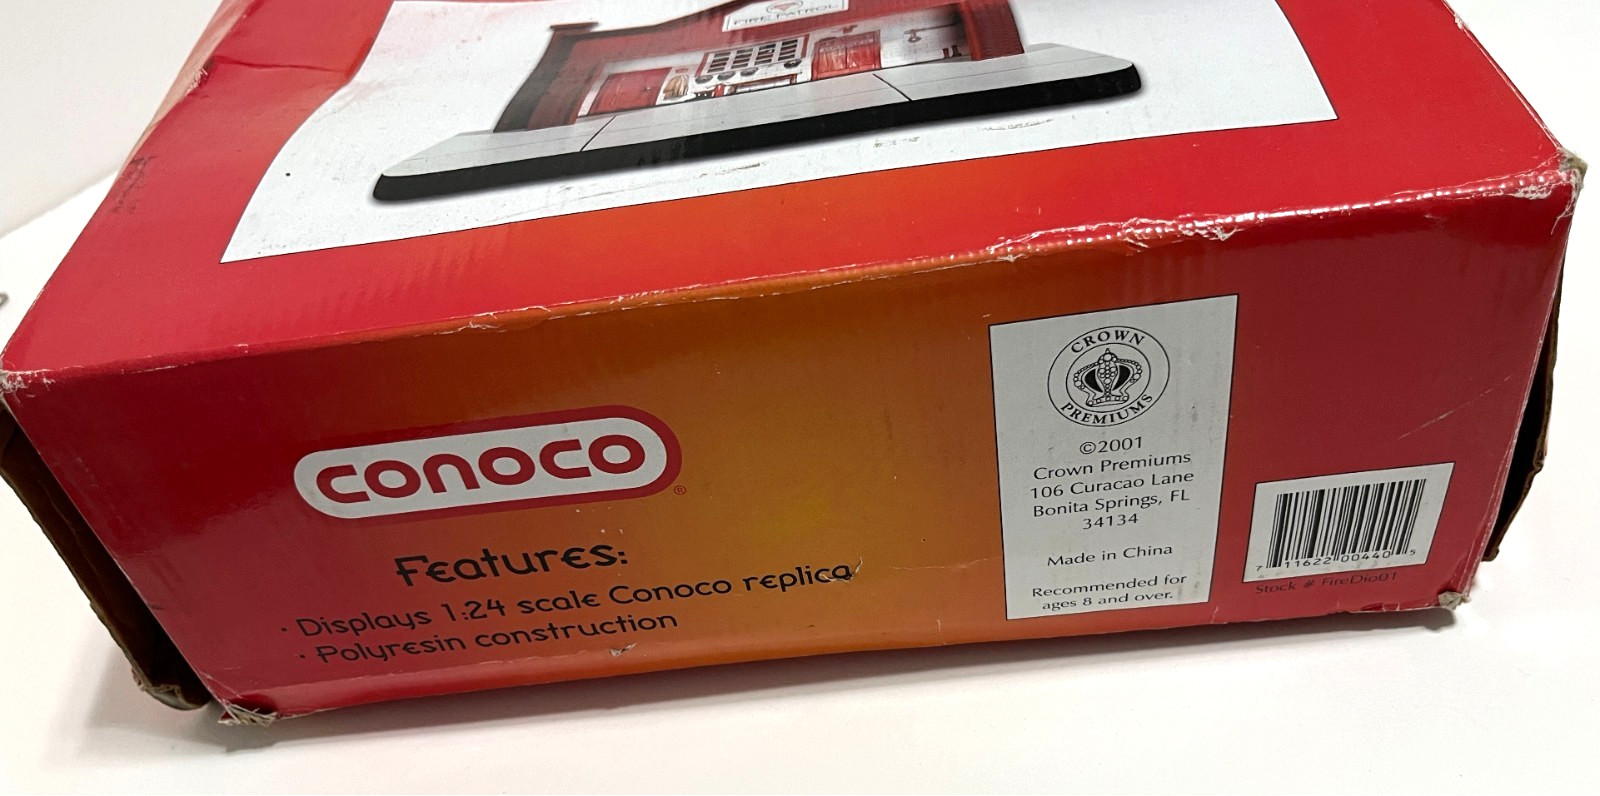 FIRE PATROL
CONOCO®
Features:
· Displays 1:24 scale Conoco replica
· Polyresin construction
CROWN
PREMIUMS
©2001
Crown Premiums
106 Curacao Lane
Bonita Springs, FL
34134
Made in China
Recommended for
ages 8 and over.
7 11622 00440 5
Stock # FireDio01